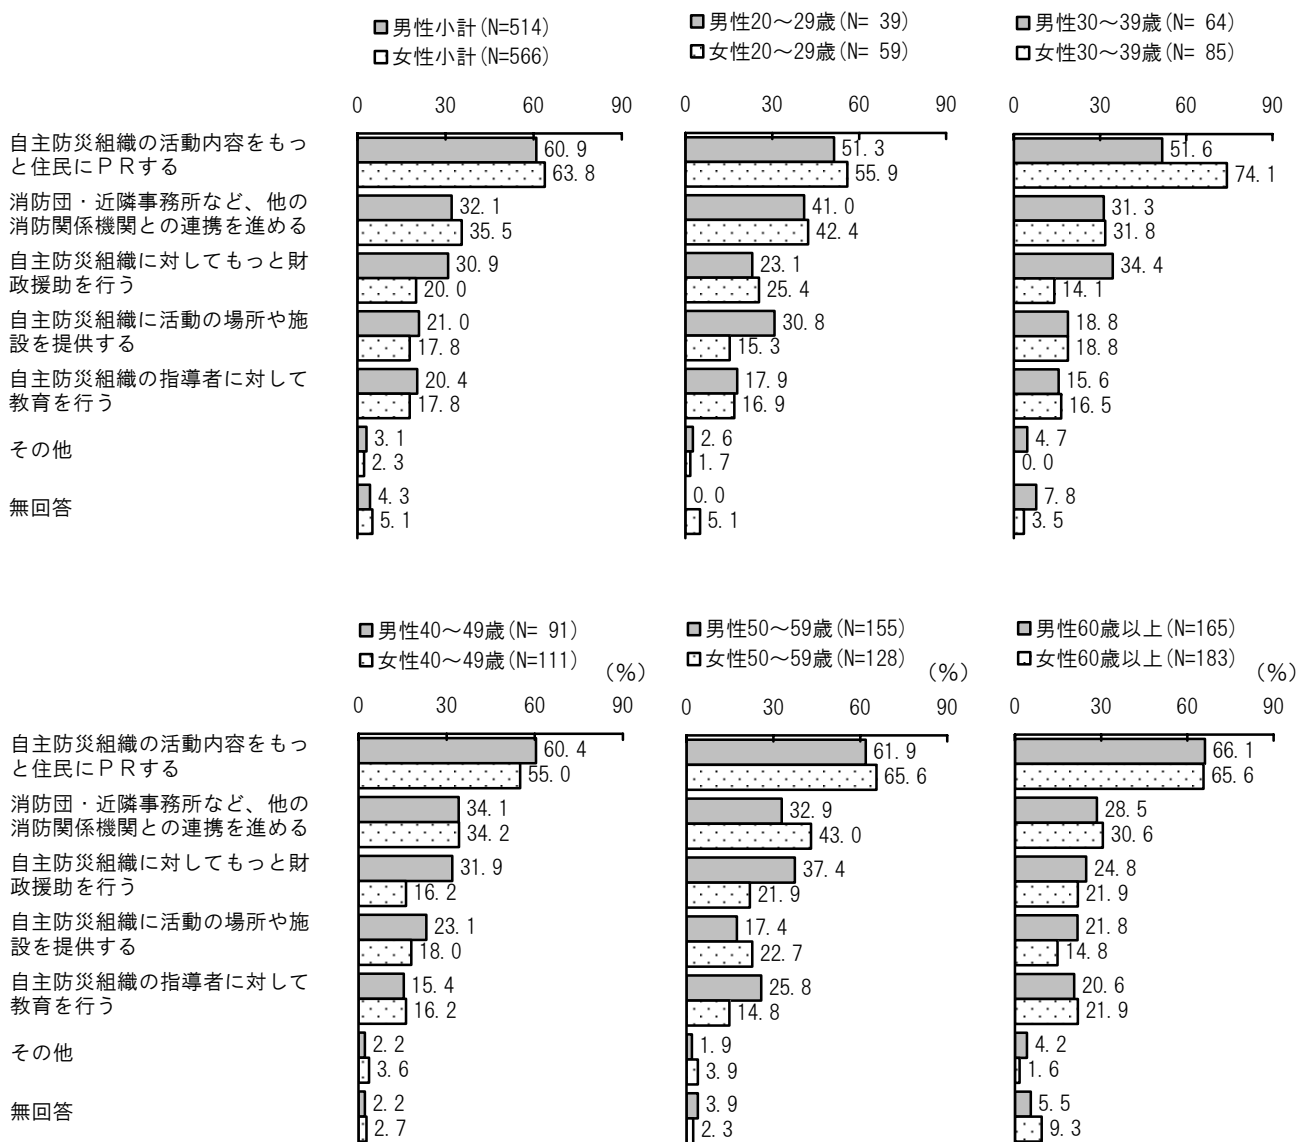 男性小計(N=514)
女性小計(N=566)
男性20～29歳(N= 39)
女性20～29歳(N= 59)
男性30～39歳(N= 64)
女性30～39歳(N= 85)
0 30 60 90
0 30 60 90
0 30 60 90
自主防災組織の活動内容をもっ
と住民にＰＲする
60.9
63.8
51.3
55.9
51.6
74.1
消防団・近隣事務所など、他の
消防関係機関との連携を進める
32.1
35.5
41.0
42.4
31.3
31.8
自主防災組織に対してもっと財
政援助を行う
30.9
20.0
23.1
25.4
34.4
14.1
自主防災組織に活動の場所や施
設を提供する
21.0
17.8
30.8
15.3
18.8
18.8
自主防災組織の指導者に対して
教育を行う
20.4
17.8
17.9
16.9
15.6
16.5
その他
3.1
2.3
2.6
1.7
4.7
0.0
無回答
4.3
5.1
0.0
5.1
7.8
3.5
男性40～49歳(N= 91)
女性40～49歳(N=111)
(%)
男性50～59歳(N=155)
女性50～59歳(N=128)
(%)
男性60歳以上(N=165)
女性60歳以上(N=183)
(%)
0 30 60 90
0 30 60 90
0 30 60 90
自主防災組織の活動内容をもっ
と住民にＰＲする
60.4
55.0
61.9
65.6
66.1
65.6
消防団・近隣事務所など、他の
消防関係機関との連携を進める
34.1
34.2
32.9
43.0
28.5
30.6
自主防災組織に対してもっと財
政援助を行う
31.9
16.2
37.4
21.9
24.8
21.9
自主防災組織に活動の場所や施
設を提供する
23.1
18.0
17.4
22.7
21.8
14.8
自主防災組織の指導者に対して
教育を行う
15.4
16.2
25.8
14.8
20.6
21.9
その他
2.2
3.6
1.9
3.9
4.2
1.6
無回答
2.2
2.7
3.9
2.3
5.5
9.3